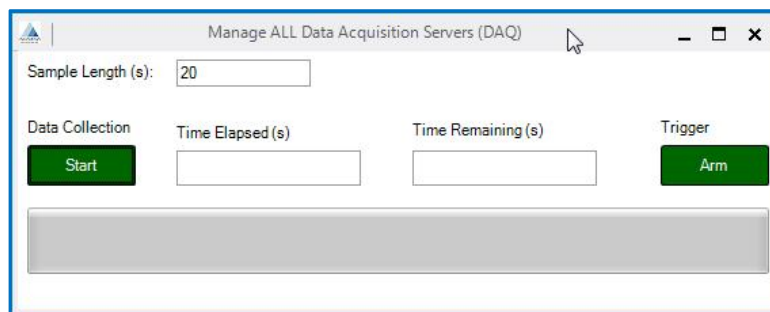 Manage ALL Data Acquisition Servers (DAQ)
Sample Length (s): 20
Data Collection Time Elapsed (s) Time Remaining (s) Trigger
Start Arm